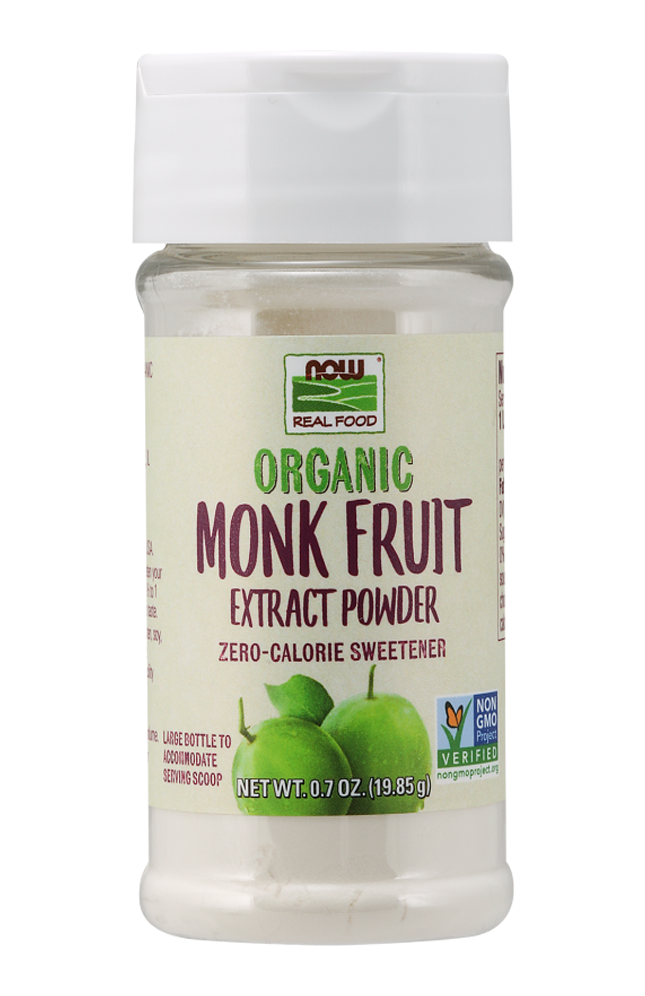 NOW
REAL FOOD
ORGANIC
MONK FRUIT
EXTRACT POWDER
ZERO-CALORIE SWEETENER
LARGE BOTTLE TO
ACCOMMODATE
SERVING SCOOP
NET WT. 0.7 OZ. (19.85 g)
NON
GMO
Project
VERIFIED
nongmoproject.org